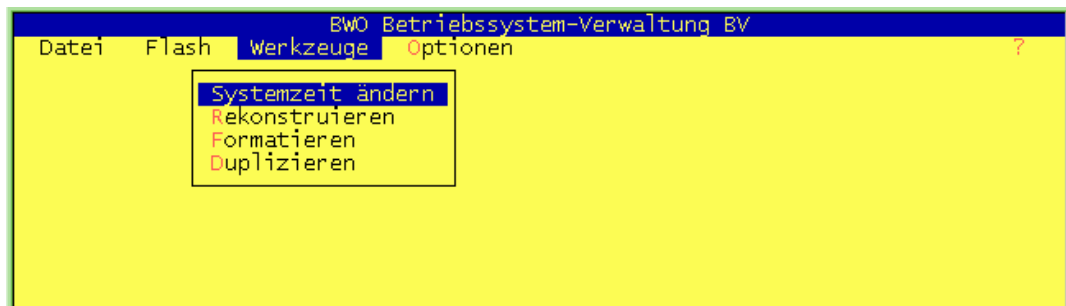 BWO Betriebssystem-Verwaltung BV
Datei Flash Werkzeuge Optionen ?
Systemzeit ändern
Rekonstruieren
Formatieren
Duplizieren